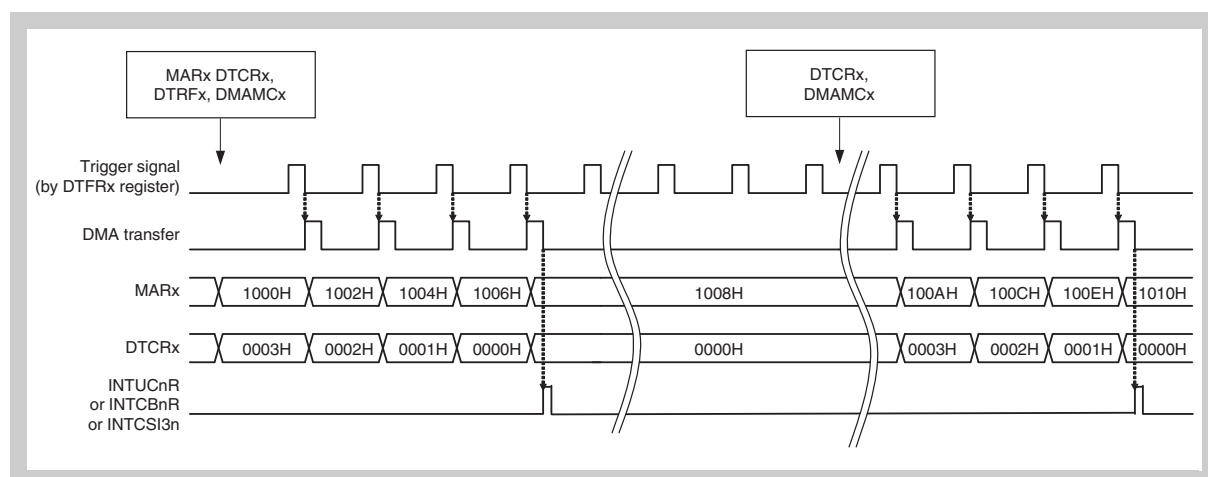 MARx DTCRx,
DTRFx, DMAMCx
DTCRx,
DMAMCx
Trigger signal
(by DTFRx register)
DMA transfer
MARx
1000H 1002H 1004H 1006H 1008H 100AH 100CH 100EH 1010H
DTCRx
0003H 0002H 0001H 0000H 0000H 0003H 0002H 0001H 0000H
INTUCnR
or INTCBnR
or INTCSI3n